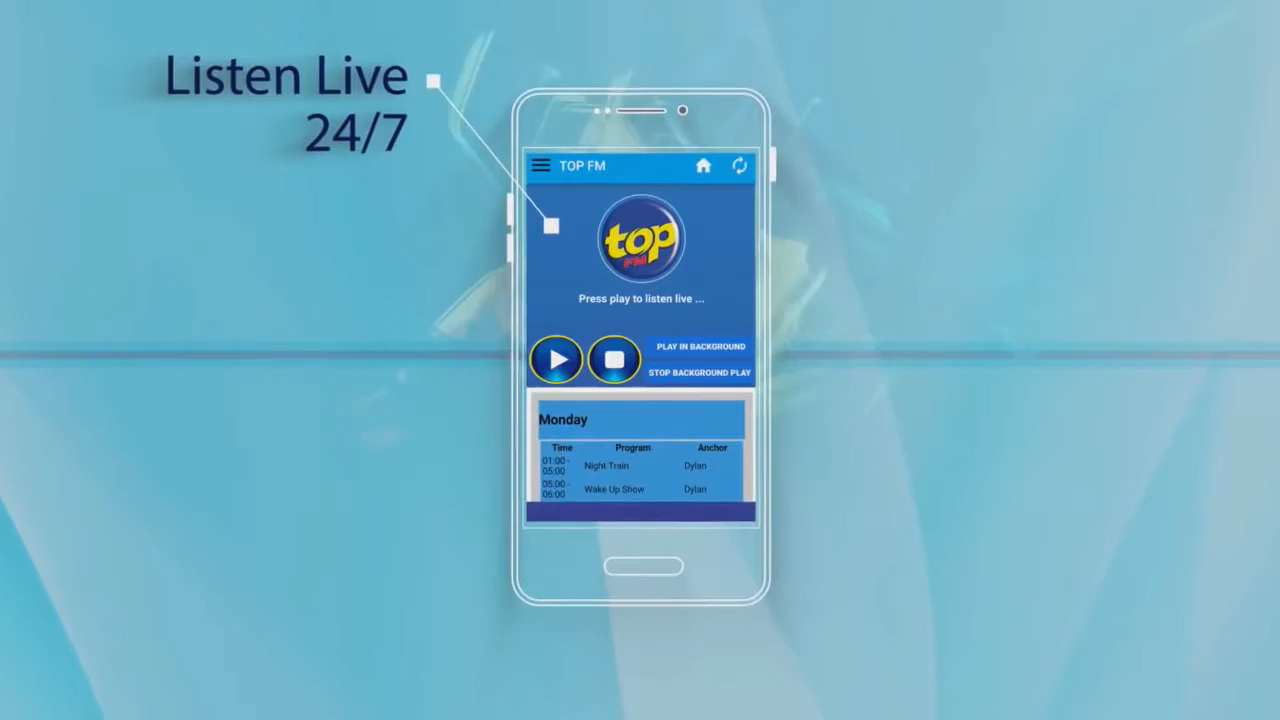 Listen Live
24/7
TOP FM
top
FM
Press play to listen live ...
PLAY IN BACKGROUND
STOP BACKGROUND PLAY
Monday
Time Program Anchor
01:00 - 05:00 Night Train Dylan
05:00 - 06:00 Wake Up Show Dylan